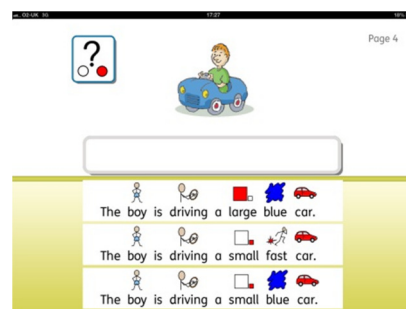 O2-UK 3G 17:27 18%
Page 4
?
The boy is driving a large blue car.
The boy is driving a small fast car.
The boy is driving a small blue car.